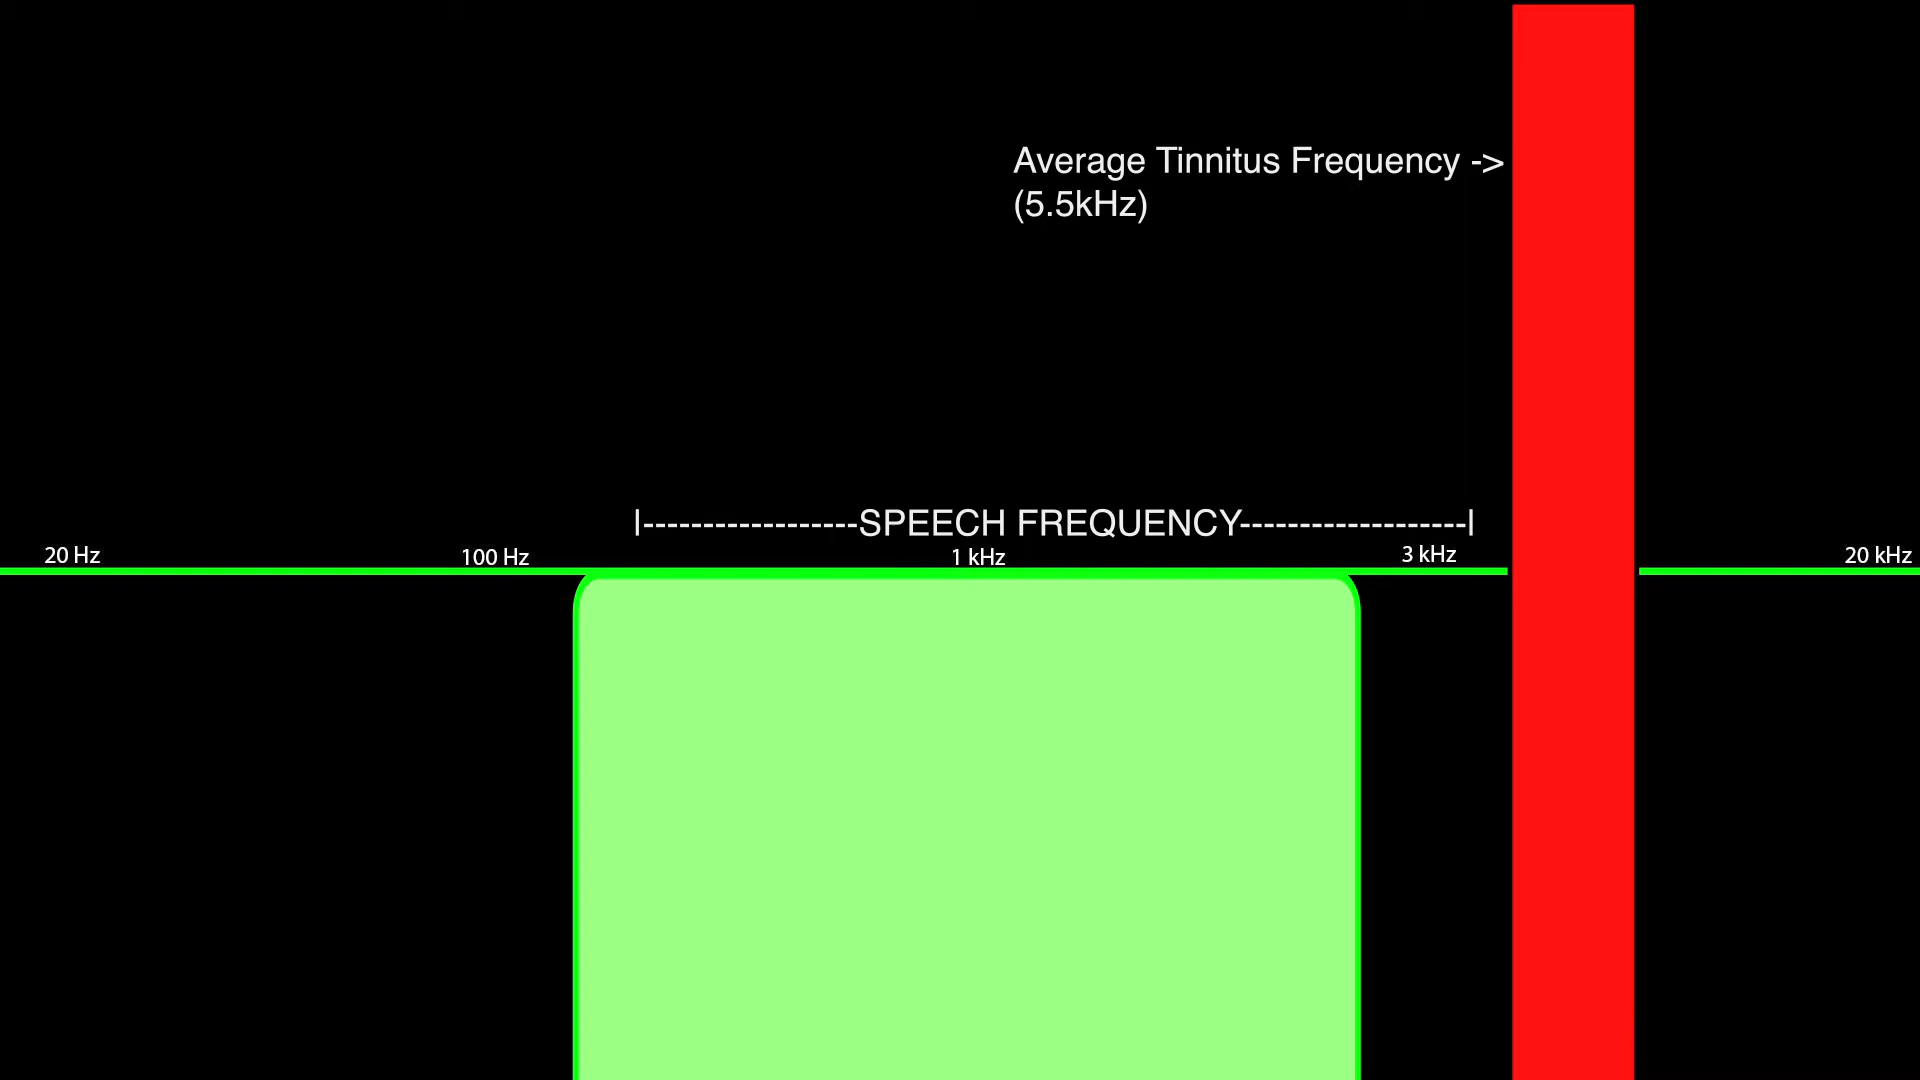 Average Tinnitus Frequency ->
(5.5kHz)
|------------------SPEECH FREQUENCY-------------------|
20 Hz 100 Hz 1 kHz 3 kHz 20 kHz